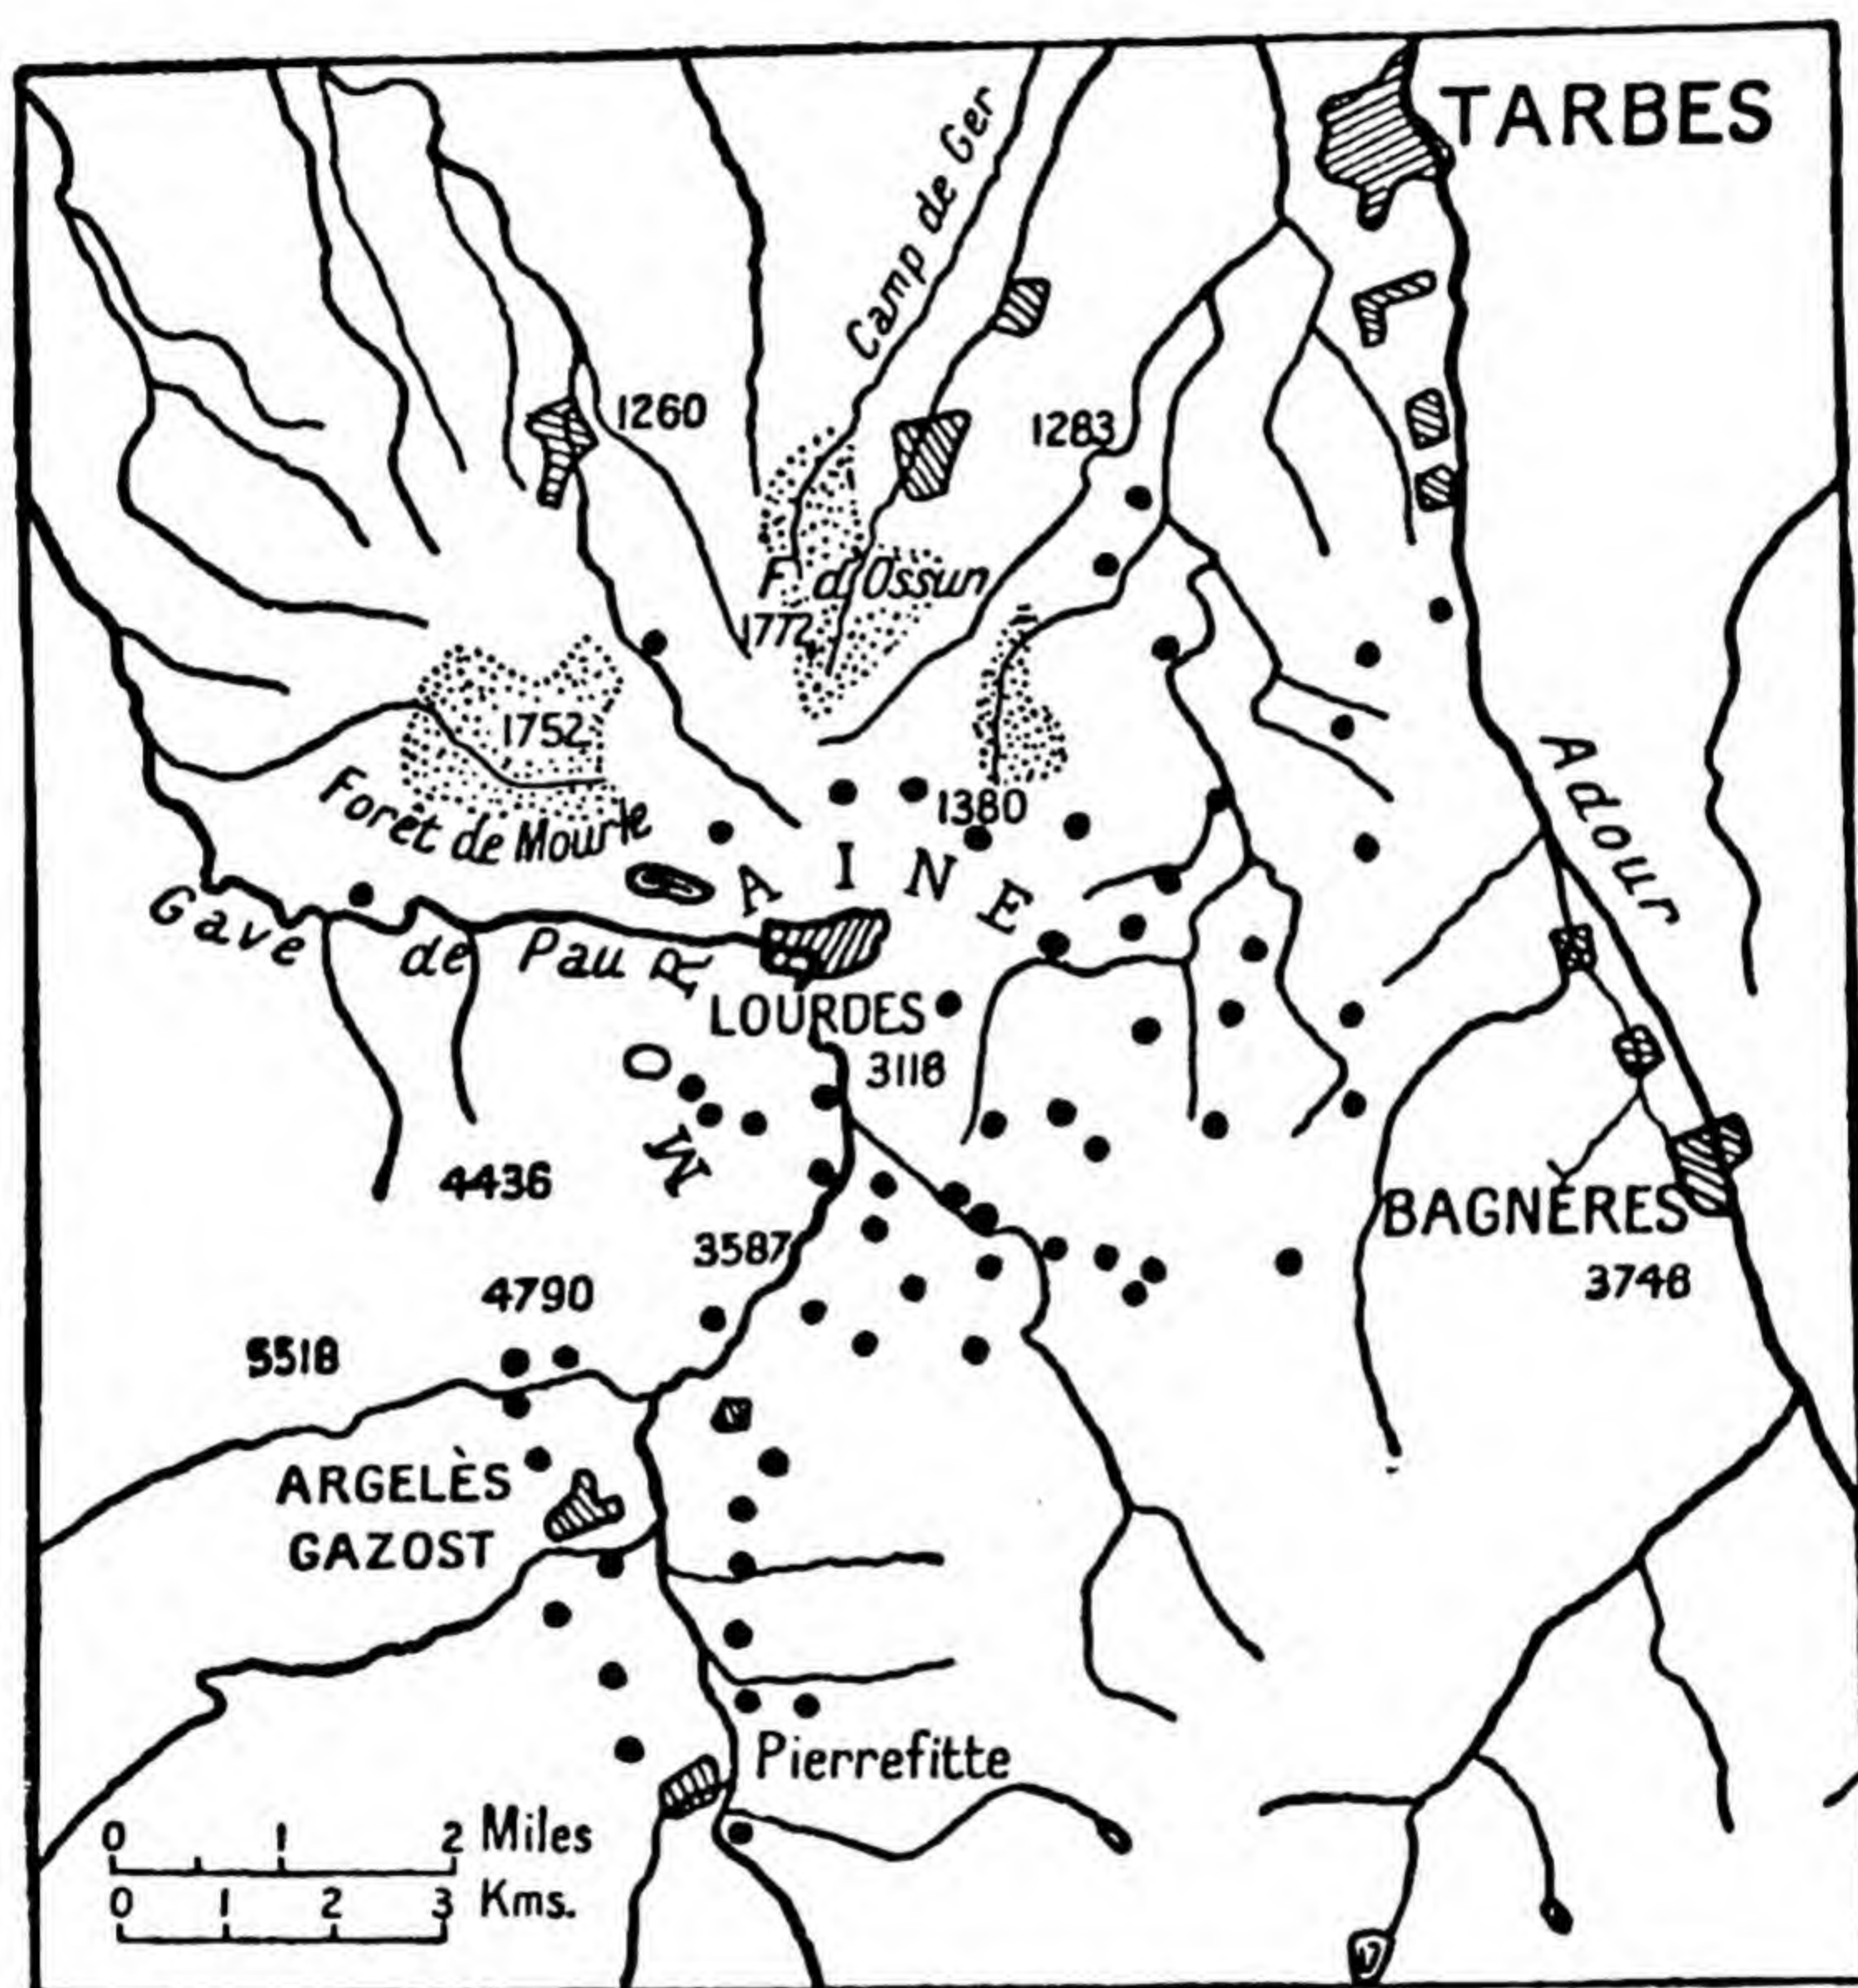 TARBES
Camp de Ger
1260
1283
F. d'Ossun
1772
1752
Forêt de Mourle
1380
Adour
MORAINE
Gave de Pau
LOURDES
3118
4436
BAGNÈRES
3587
3748
4790
5518
ARGELÈS
GAZOST
Pierrefitte
0 1 2 Miles
0 1 2 3 Kms.